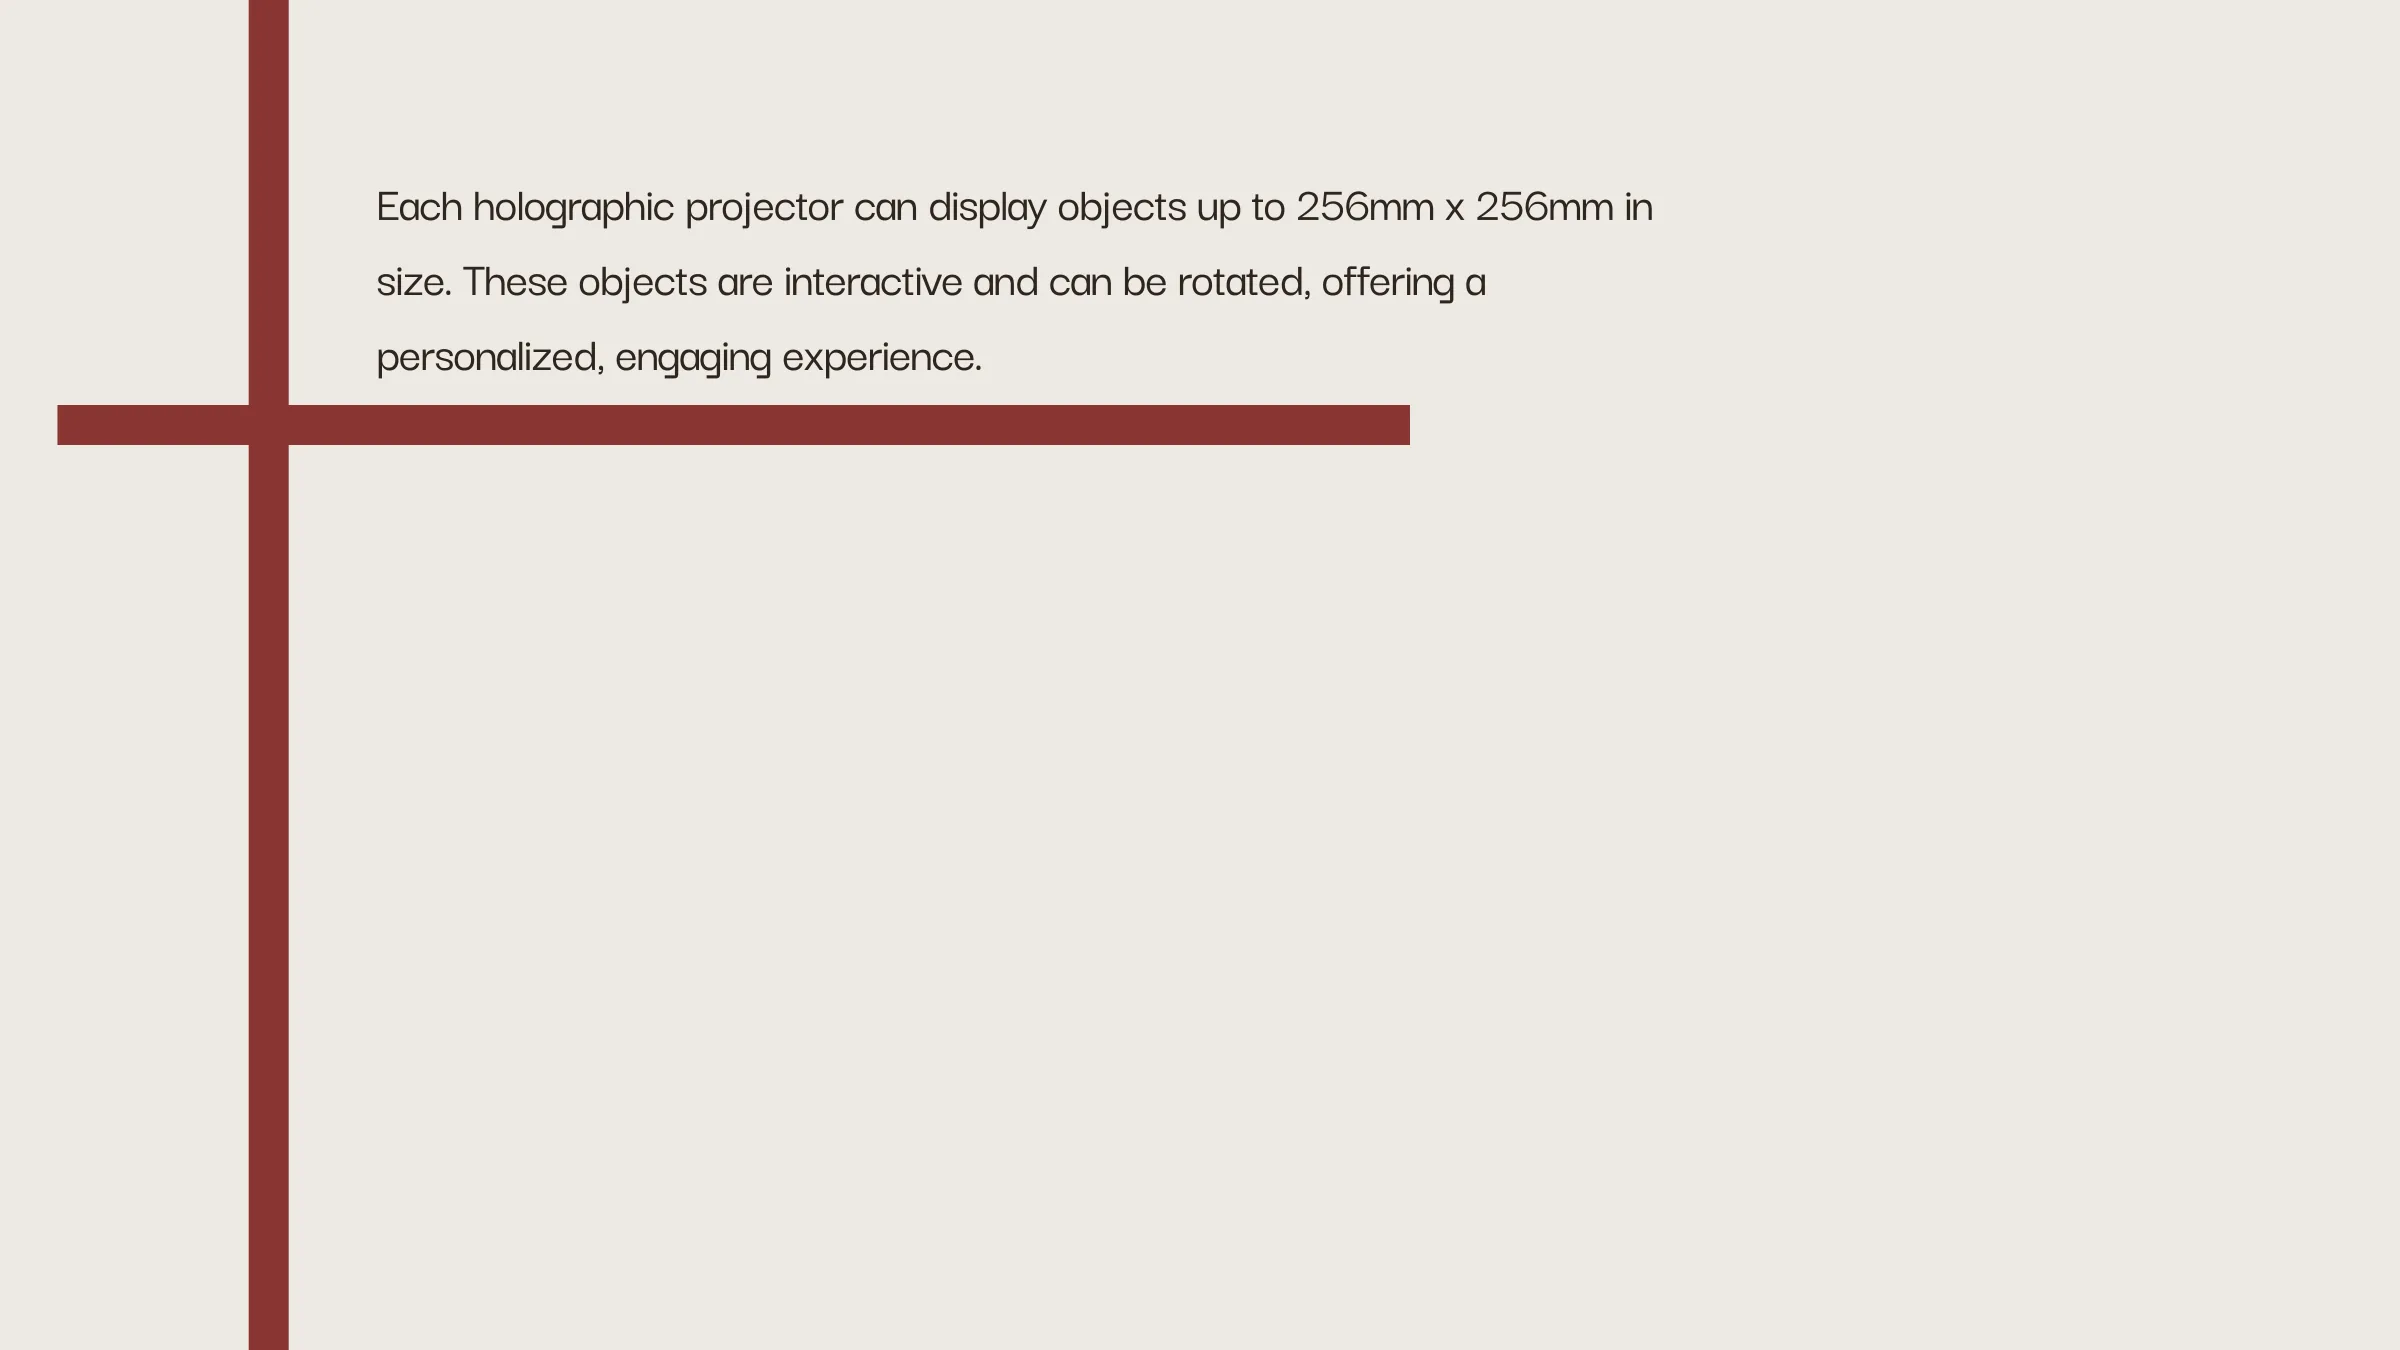 Each holographic projector can display objects up to 256mm x 256mm in
size. These objects are interactive and can be rotated, offering a
personalized, engaging experience.